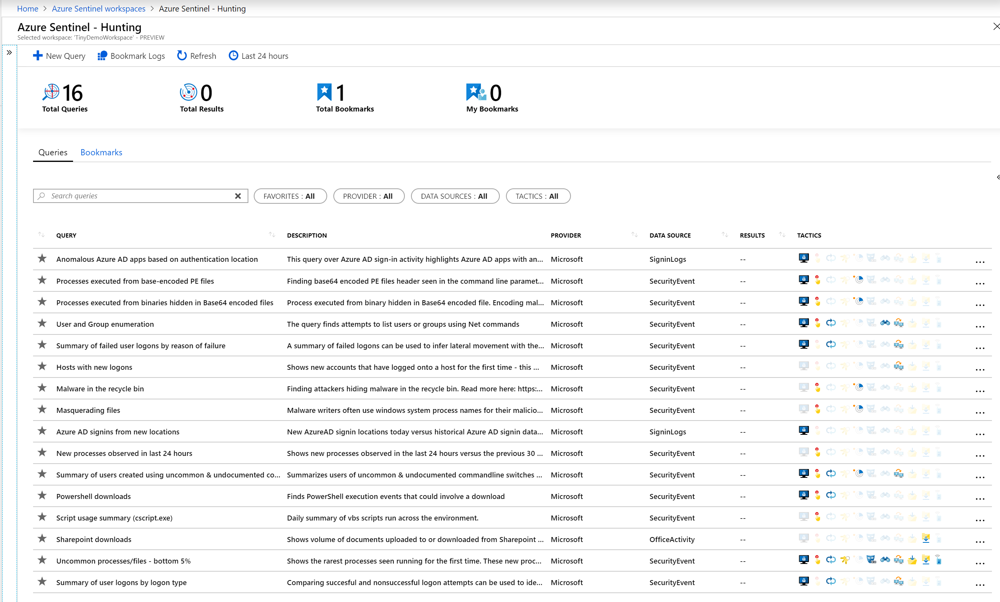 Home > Azure Sentinel workspaces > Azure Sentinel - Hunting
Azure Sentinel - Hunting
Selected workspace: 'TinyDemoWorkspace' - PREVIEW
New Query Bookmark Logs Refresh Last 24 hours
16 0 1 0
Total Queries Total Results Total Bookmarks My Bookmarks
Queries Bookmarks
Search queries FAVORITES : All PROVIDER : All DATA SOURCES : All TACTICS : All
QUERY DESCRIPTION PROVIDER DATA SOURCE RESULTS TACTICS
Anomalous Azure AD apps based on authentication location This query over Azure AD sign-in activity highlights Azure AD apps with an... Microsoft SigninLogs -- ...
Processes executed from base-encoded PE files Finding base64 encoded PE files header seen in the command line paramet... Microsoft SecurityEvent -- ...
Processes executed from binaries hidden in Base64 encoded files Process executed from binary hidden in Base64 encoded file. Encoding mal... Microsoft SecurityEvent -- ...
User and Group enumeration The query finds attempts to list users or groups using Net commands Microsoft SecurityEvent -- ...
Summary of failed user logons by reason of failure A summary of failed logons can be used to infer lateral movement with the... Microsoft SecurityEvent -- ...
Hosts with new logons Shows new accounts that have logged onto a host for the first time - this ... Microsoft SecurityEvent -- ...
Malware in the recycle bin Finding attackers hiding malware in the recycle bin. Read more here: https:... Microsoft SecurityEvent -- ...
Masquerading files Malware writers often use windows system process names for their malicio... Microsoft SecurityEvent -- ...
Azure AD signins from new locations New AzureAD signin locations today versus historical Azure AD signin data... Microsoft SigninLogs -- ...
New processes observed in last 24 hours Shows new processes observed in the last 24 hours versus the previous 30 ... Microsoft SecurityEvent -- ...
Summary of users created using uncommon & undocumented co... Summarizes users of uncommon & undocumented commandline switches ... Microsoft SecurityEvent -- ...
Powershell downloads Finds PowerShell execution events that could involve a download Microsoft SecurityEvent -- ...
Script usage summary (cscript.exe) Daily summary of vbs scripts run across the environment. Microsoft SecurityEvent -- ...
Sharepoint downloads Shows volume of documents uploaded to or downloaded from Sharepoint ... Microsoft OfficeActivity -- ...
Uncommon processes/files - bottom 5% Shows the rarest processes seen running for the first time. These new proc... Microsoft SecurityEvent -- ...
Summary of user logons by logon type Comparing succesful and nonsuccessful logon attempts can be used to ide... Microsoft SecurityEvent -- ...